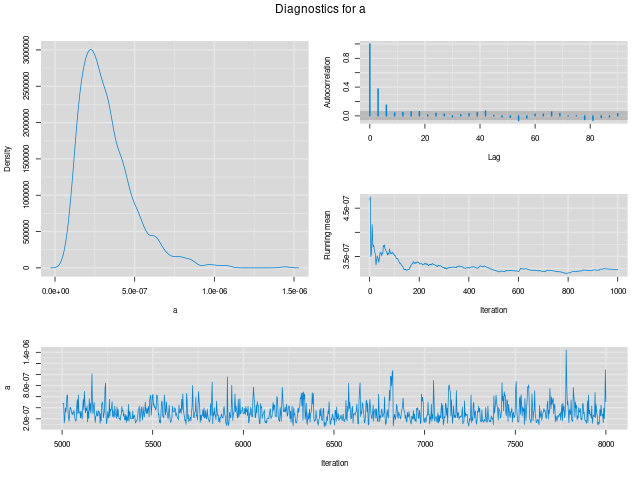 Diagnostics for a
Density
0
500000
1000000
1500000
2000000
2500000
3000000
0.0e+00
5.0e-07
1.0e-06
1.5e-06
a
Autocorrelation
0.0
0.4
0.8
0
20
40
60
80
Lag
Running mean
3.5e-07
4.5e-07
0
200
400
600
800
1000
Iteration
a
2.0e-07
8.0e-07
1.4e-06
5000
5500
6000
6500
7000
7500
8000
Iteration